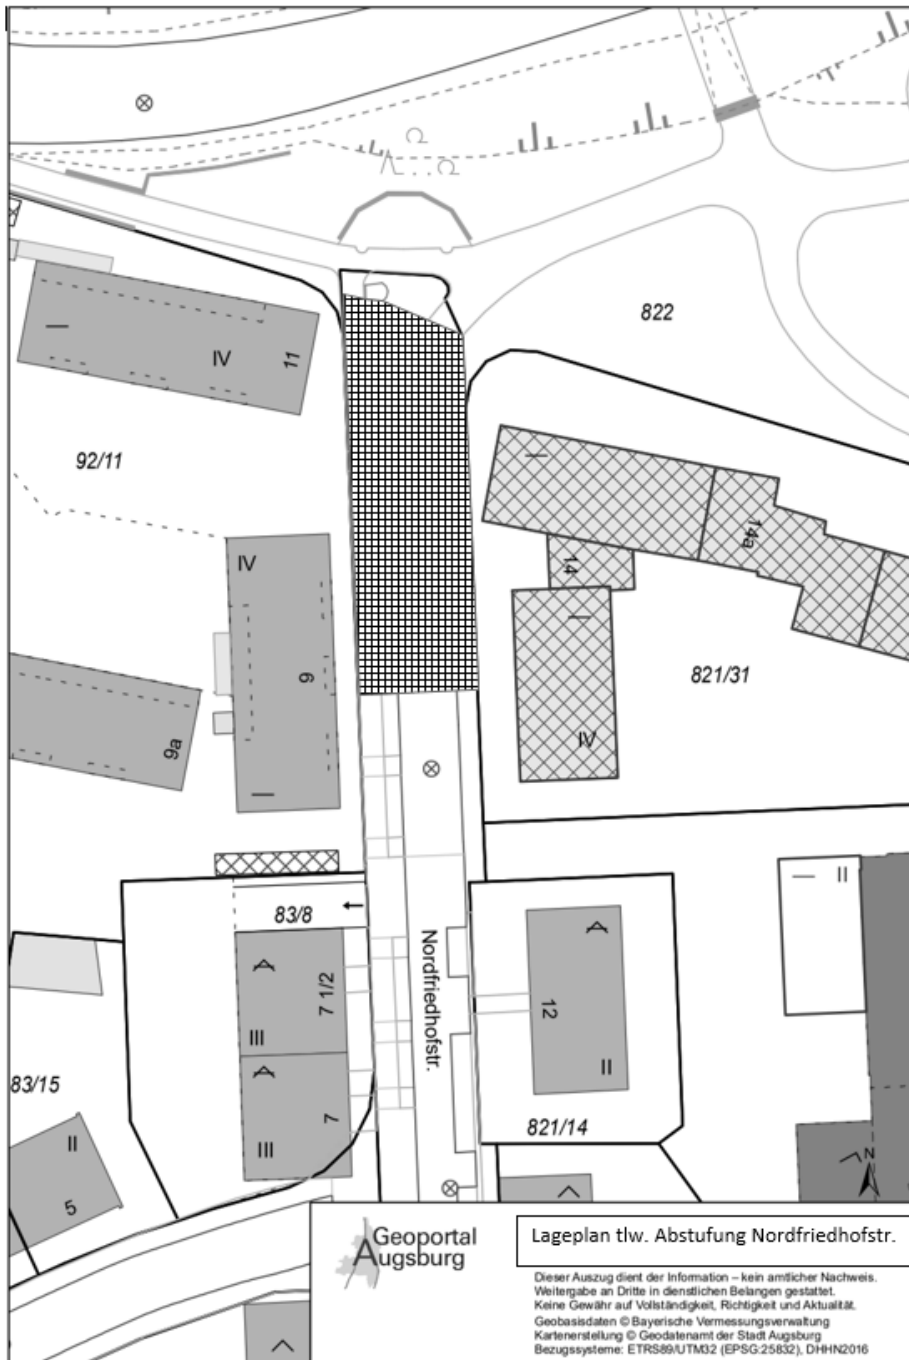 822
IV
11
92/11
I
14a
14
IV
I
I
9
821/31
IV
9a
I
I
II
83/8
Nordfriedhofstr.
7 1/2
12
III
II
83/15
7
821/14
II
III
N
5
Geoportal
Augsburg
Lageplan tlw. Abstufung Nordfriedhofstr.
Dieser Auszug dient der Information – kein amtlicher Nachweis.
Weitergabe an Dritte in dienstlichen Belangen gestattet.
Keine Gewähr auf Vollständigkeit, Richtigkeit und Aktualität.
Geobasisdaten © Bayerische Vermessungsverwaltung
Kartenerstellung © Geodatenamt der Stadt Augsburg
Bezugssysteme: ETRS89/UTM32 (EPSG:25832), DHHN2016